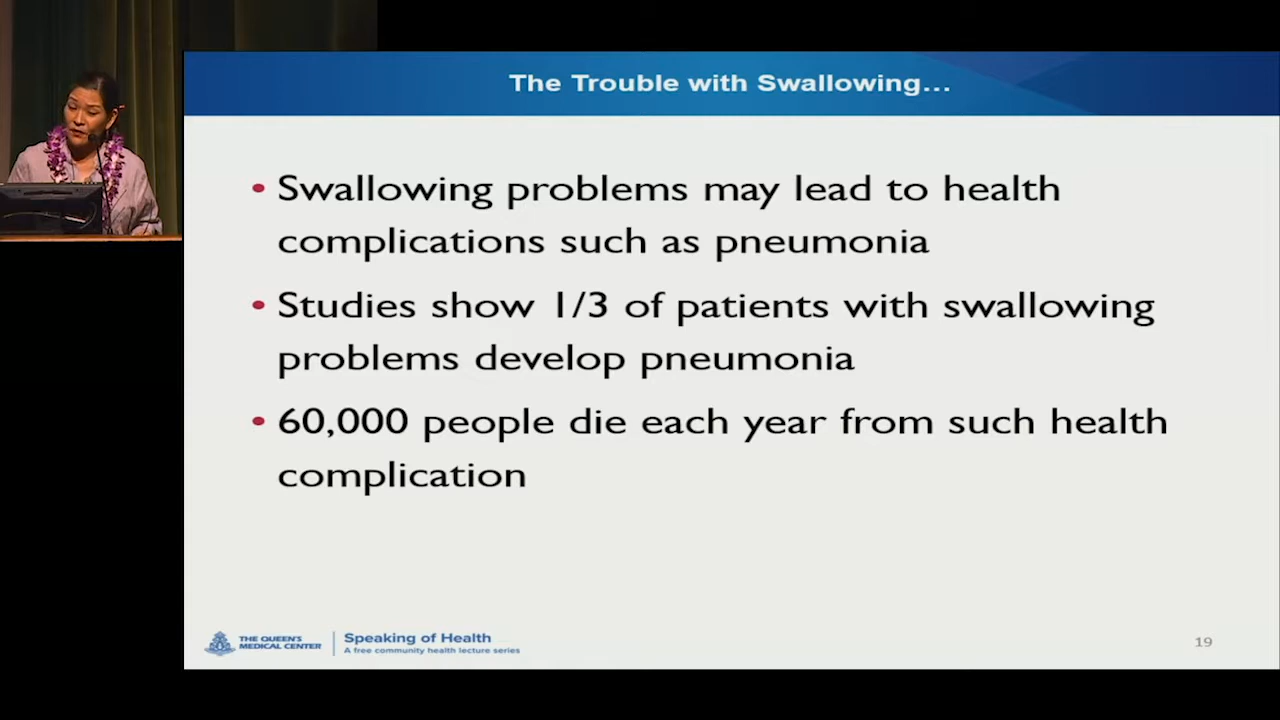 The Trouble with Swallowing...
• Swallowing problems may lead to health
complications such as pneumonia
• Studies show 1/3 of patients with swallowing
problems develop pneumonia
• 60,000 people die each year from such health
complication
THE QUEEN'S
MEDICAL CENTER
Speaking of Health
A free community health lecture series
19